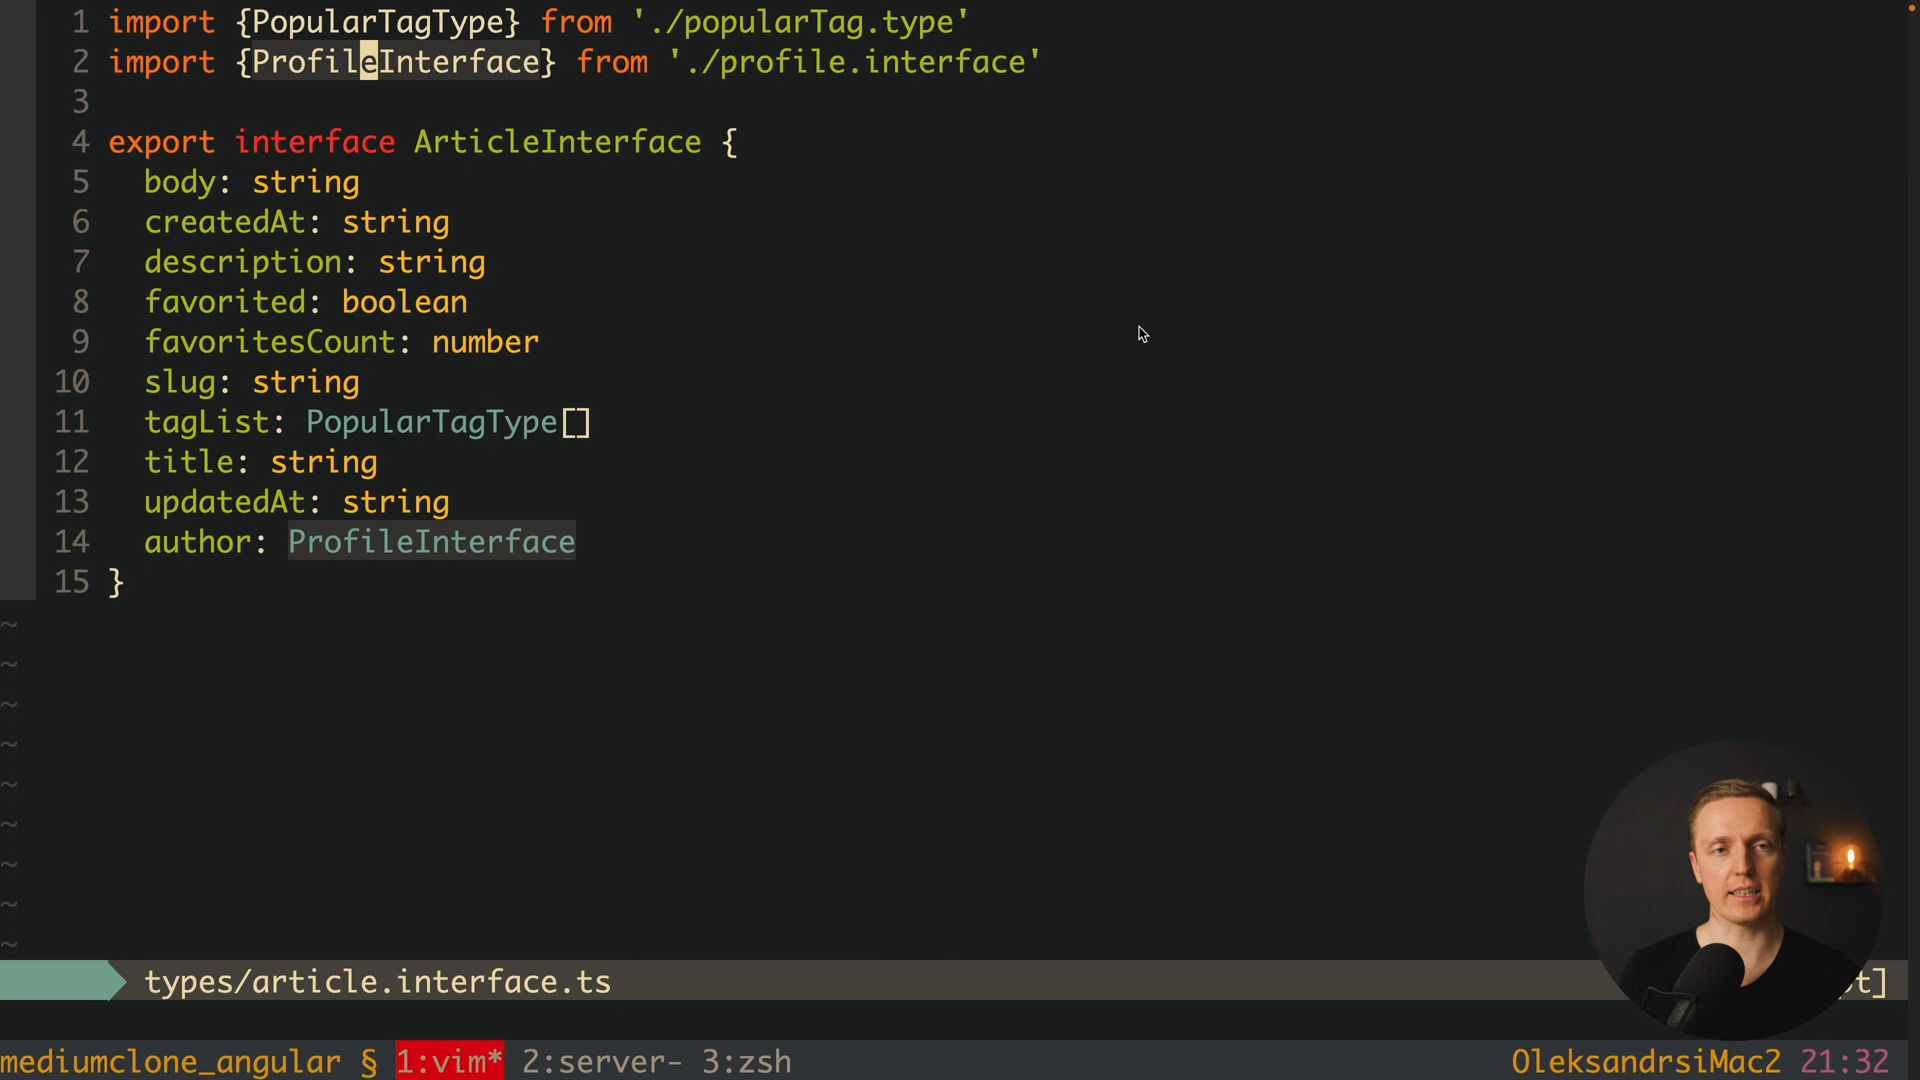 1 import {PopularTagType} from './popularTag.type'
2 import {ProfileInterface} from './profile.interface'
3
4 export interface ArticleInterface {
5 body: string
6 createdAt: string
7 description: string
8 favorited: boolean
9 favoritesCount: number
10 slug: string
11 tagList: PopularTagType[]
12 title: string
13 updatedAt: string
14 author: ProfileInterface
15 }
~
~
~
~
~
~
~
~
~
types/article.interface.ts t]
mediumclone_angular § 1:vim* 2:server- 3:zsh OleksandrsiMac2 21:32